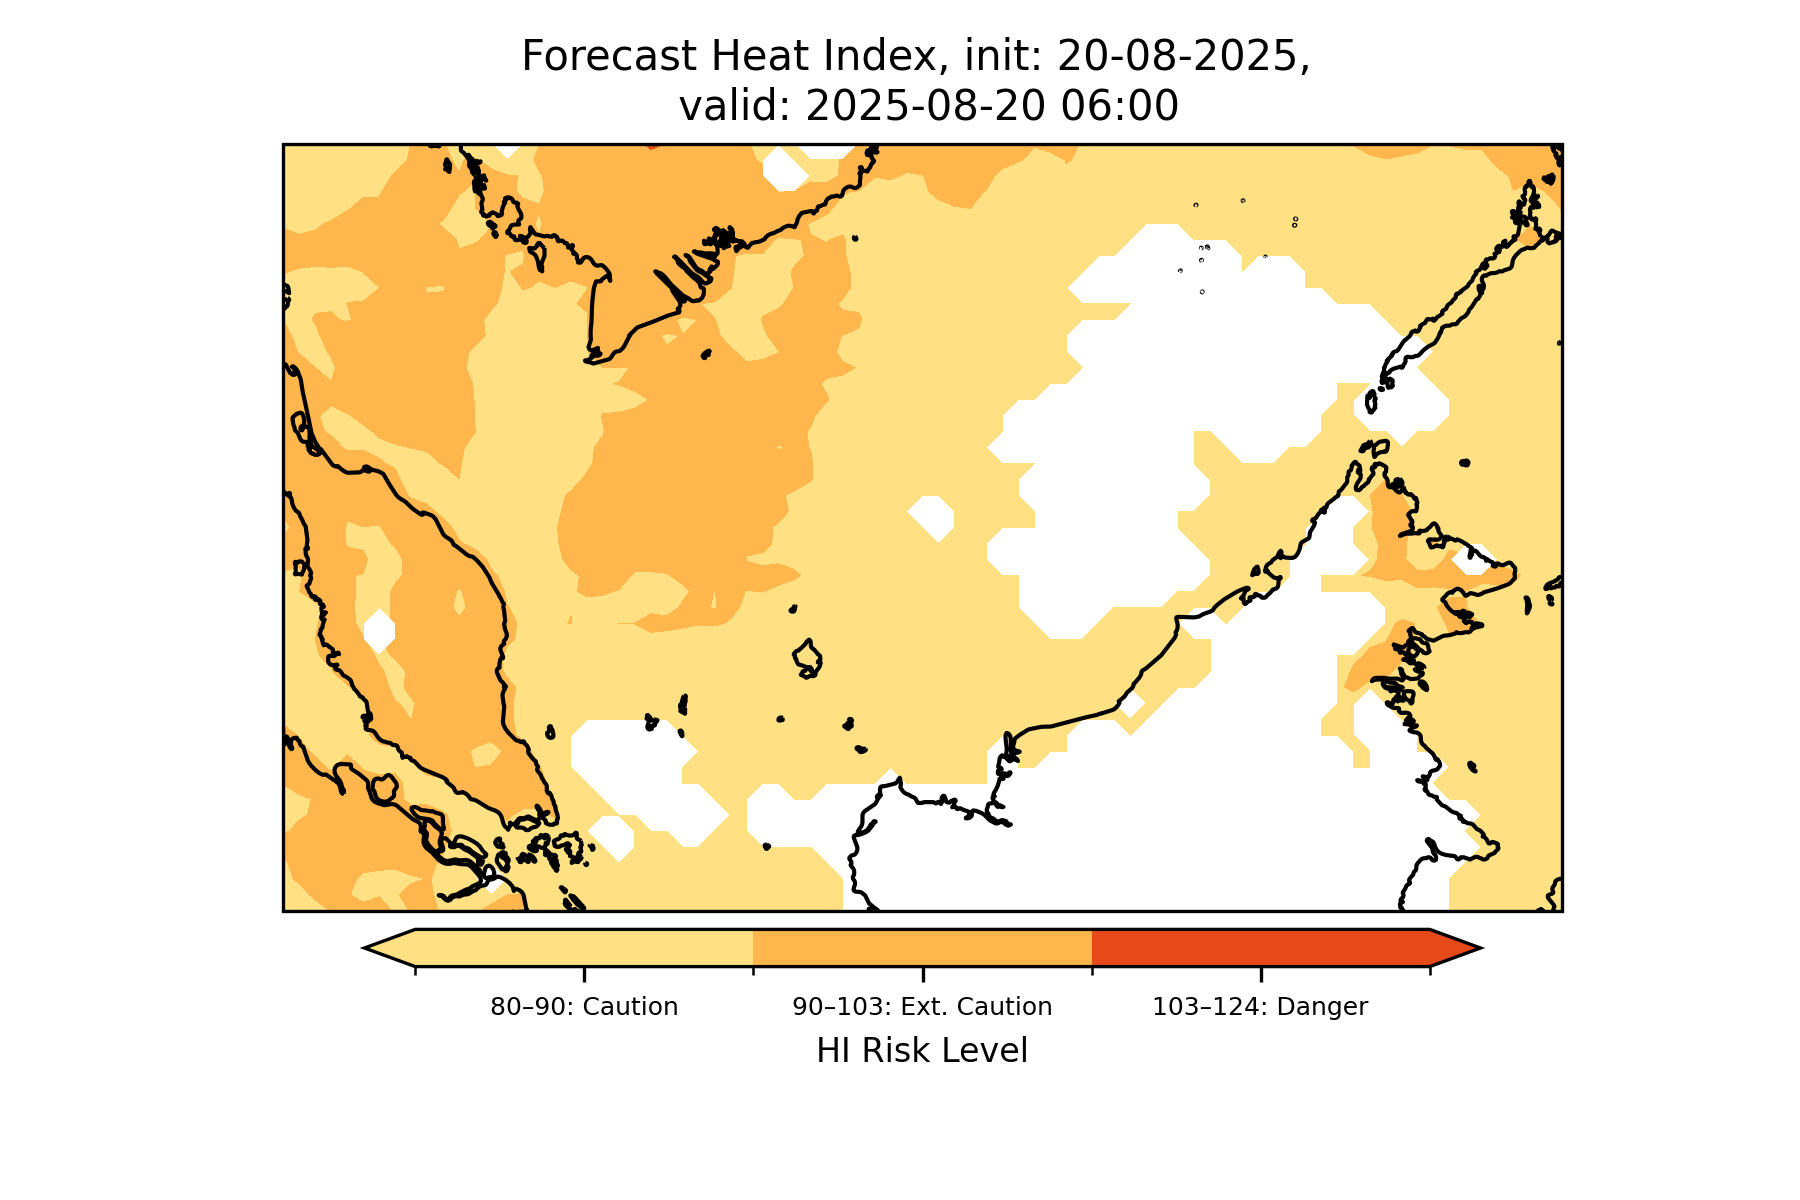 Forecast Heat Index, init: 20-08-2025,
valid: 2025-08-20 06:00
80–90: Caution
90–103: Ext. Caution
103–124: Danger
HI Risk Level